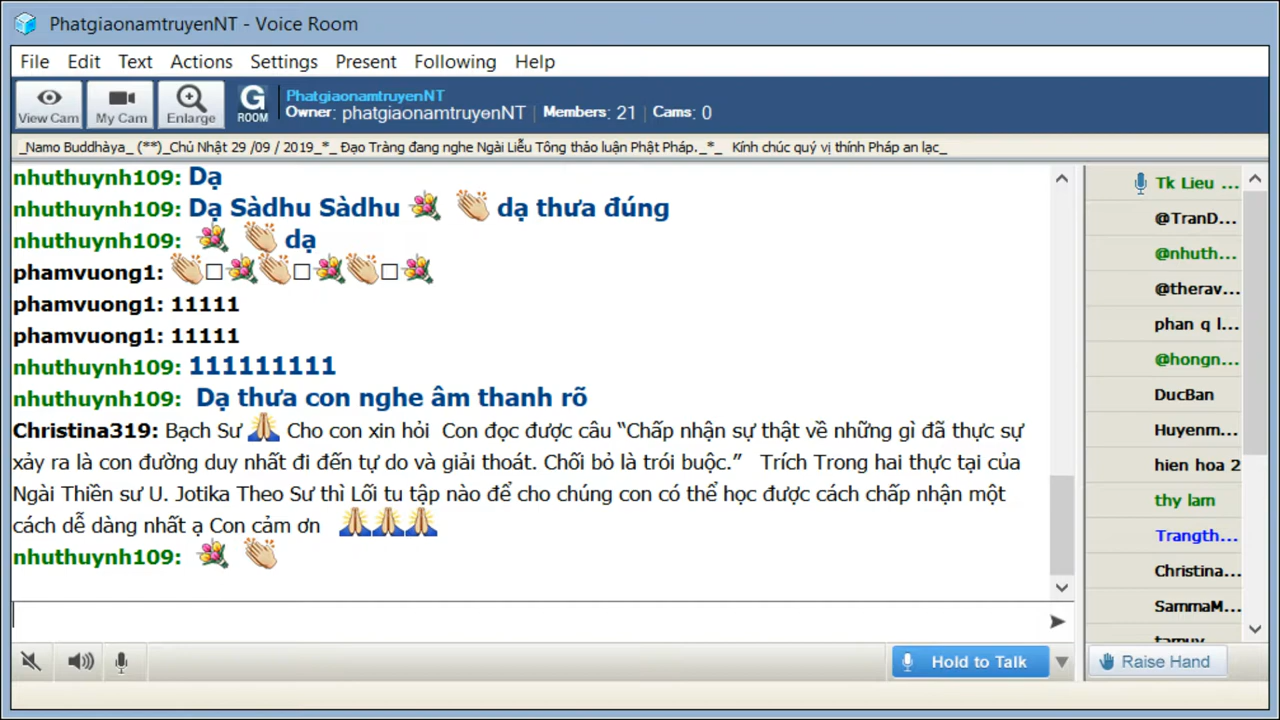 PhatgiaonamtruyenNT - Voice Room
File Edit Text Actions Settings Present Following Help
View Cam My Cam Enlarge G ROOM
PhatgiaonamtruyenNT
Owner: phatgiaonamtruyenNT | Members: 21 | Cams: 0
_Namo Buddhàya_ (**)_Chủ Nhật 29 /09 / 2019_*_ Đạo Tràng đang nghe Ngài Liễu Tông thảo luận Phật Pháp._*_ Kính chúc quý vị thính Pháp an lạc_
nhuthuynh109: Dạ
nhuthuynh109: Dạ Sàdhu Sàdhu 💐 👏 dạ thưa đúng
nhuthuynh109: 💐 👏 dạ
phamvuong1: 👏□💐👏□💐👏□💐
phamvuong1: 11111
phamvuong1: 11111
nhuthuynh109: 111111111
nhuthuynh109: Dạ thưa con nghe âm thanh rõ
Christina319: Bạch Sư 🙏 Cho con xin hỏi Con đọc được câu “Chấp nhận sự thật về những gì đã thực sự
xảy ra là con đường duy nhất đi đến tự do và giải thoát. Chối bỏ là trói buộc.” Trích Trong hai thực tại của
Ngài Thiền sư U. Jotika Theo Sư thì Lối tu tập nào để cho chúng con có thể học được cách chấp nhận một
cách dễ dàng nhất ạ Con cảm ơn 🙏🙏🙏
nhuthuynh109: 💐 👏
Tk Lieu ...
@TranD...
@nhuth...
@therav...
phan q l...
@hongn...
DucBan
Huyenm...
hien hoa 2
thy lam
Trangth...
Christina...
SammaM...
Hold to Talk
Raise Hand